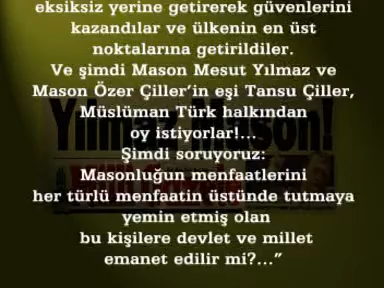 eksiksiz yerine getirerek güvenlerini
kazandılar ve ülkenin en üst
noktalarına getirildiler.
Ve şimdi Mason Mesut Yılmaz ve
Mason Özer Çiller’in eşi Tansu Çiller,
Müslüman Türk halkından
oy istiyorlar!...
Şimdi soruyoruz:
Masonluğun menfaatlerini
her türlü menfaatin üstünde tutmaya
yemin etmiş olan
bu kişilere devlet ve millet
emanet edilir mi?...”
Yılmaz Mason!